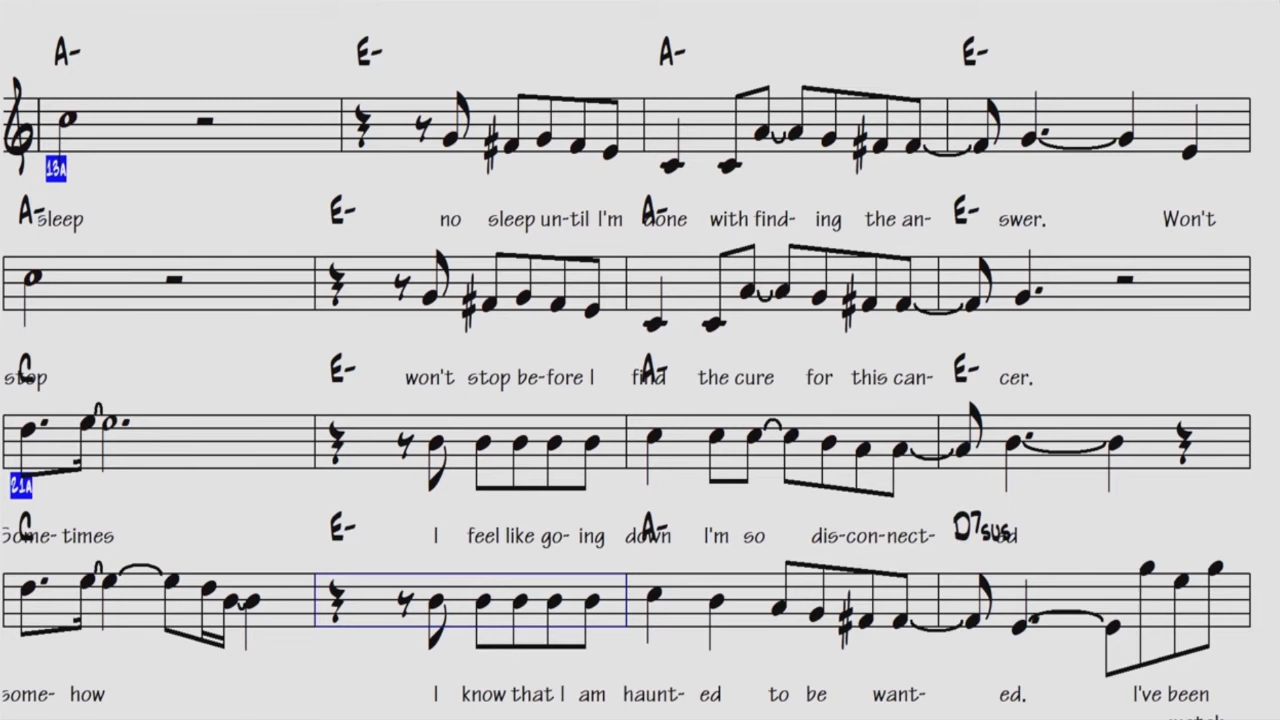 A- E- A- E-
13A
A- E- A- E-
sleep no sleep un-til I'm done with find- ing the an- swer. Won't
C E- A- E-
stop won't stop be-fore I find the cure for this can- cer.
21A
C E- A- D7sus
Some- times I feel like go- ing down I'm so dis-con-nect- ed
some- how I know that I am haunt- ed to be want- ed. I've been